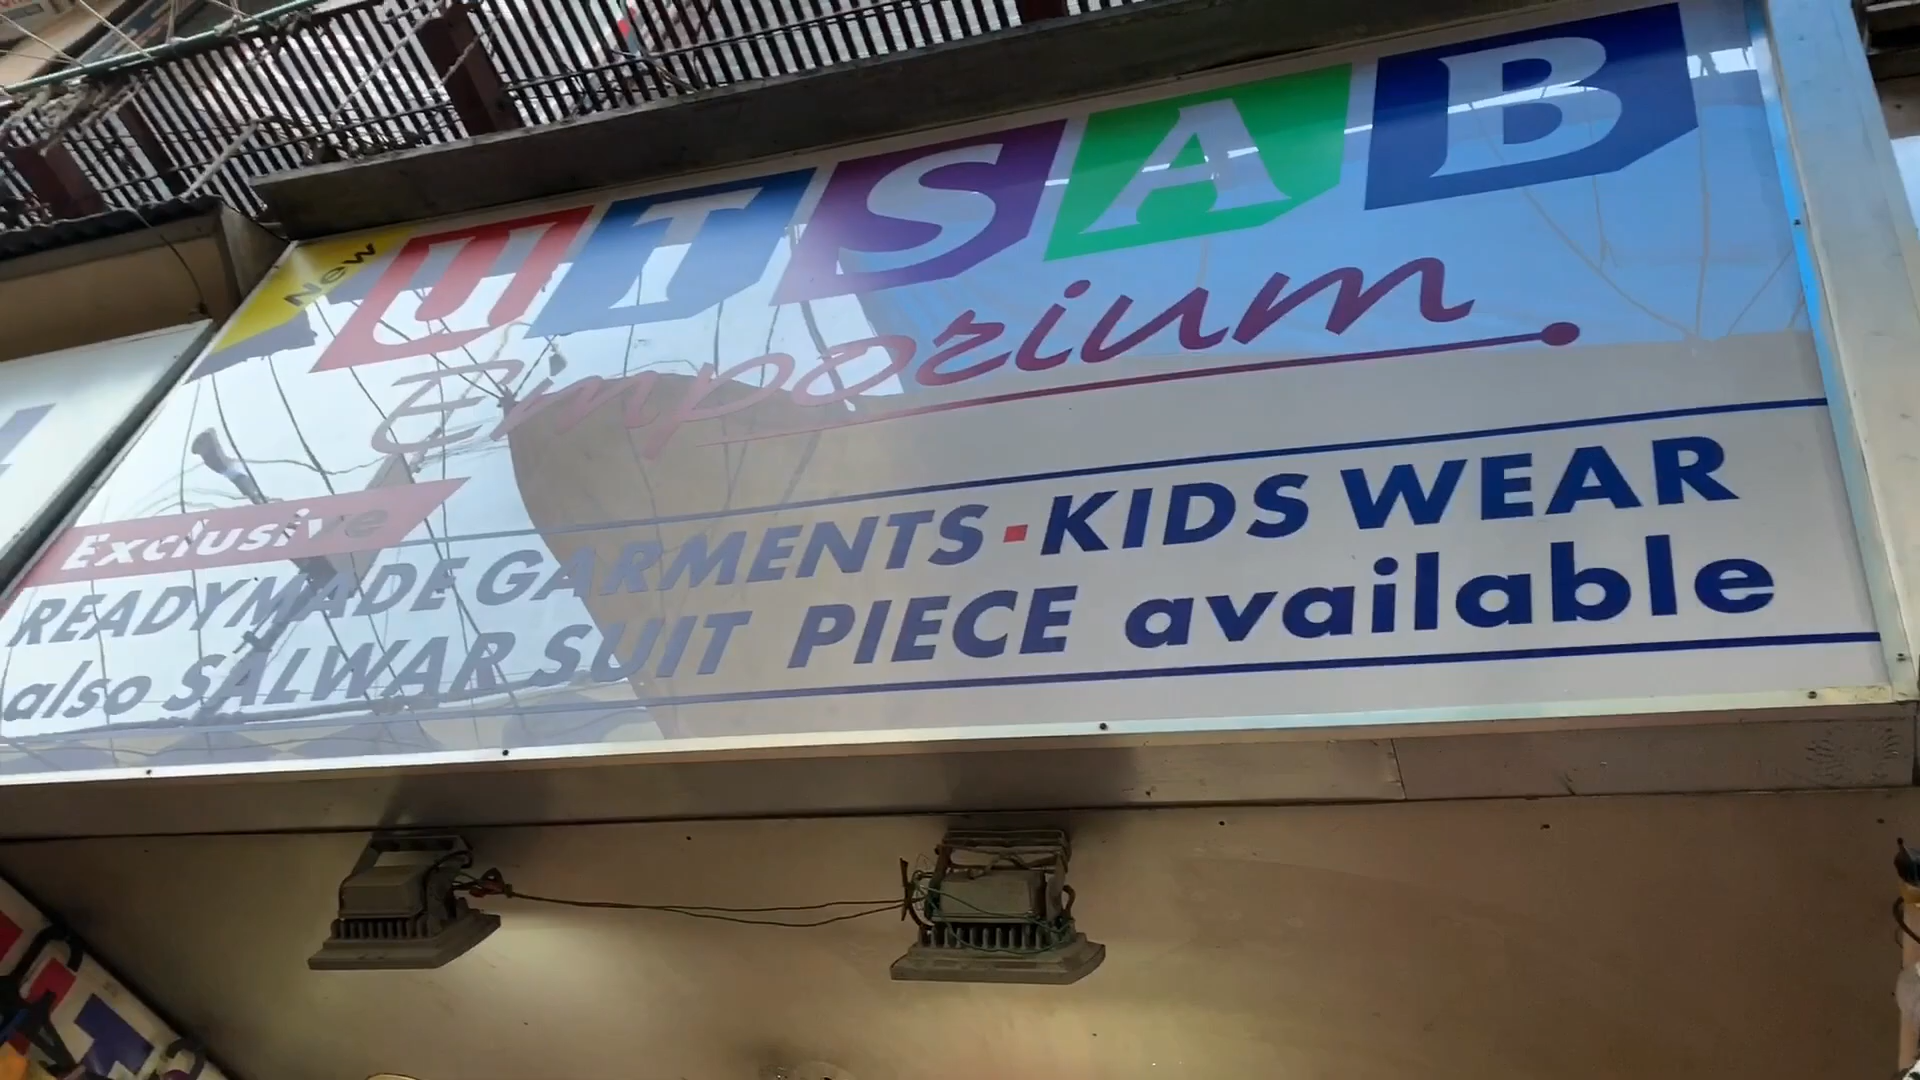 New
UTSAB
Emporium
Exclusive
READYMADE GARMENTS ▪ KIDS WEAR
also SALWAR SUIT PIECE available